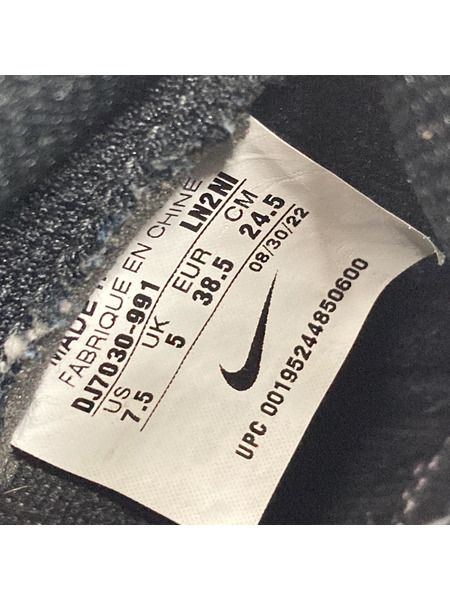 MADE
FABRIQUE EN CHINE
DJ7030-991 LN2NI
US UK EUR CM
7.5 5 38.5 24.5
08/30/22
UPC 00195244850600